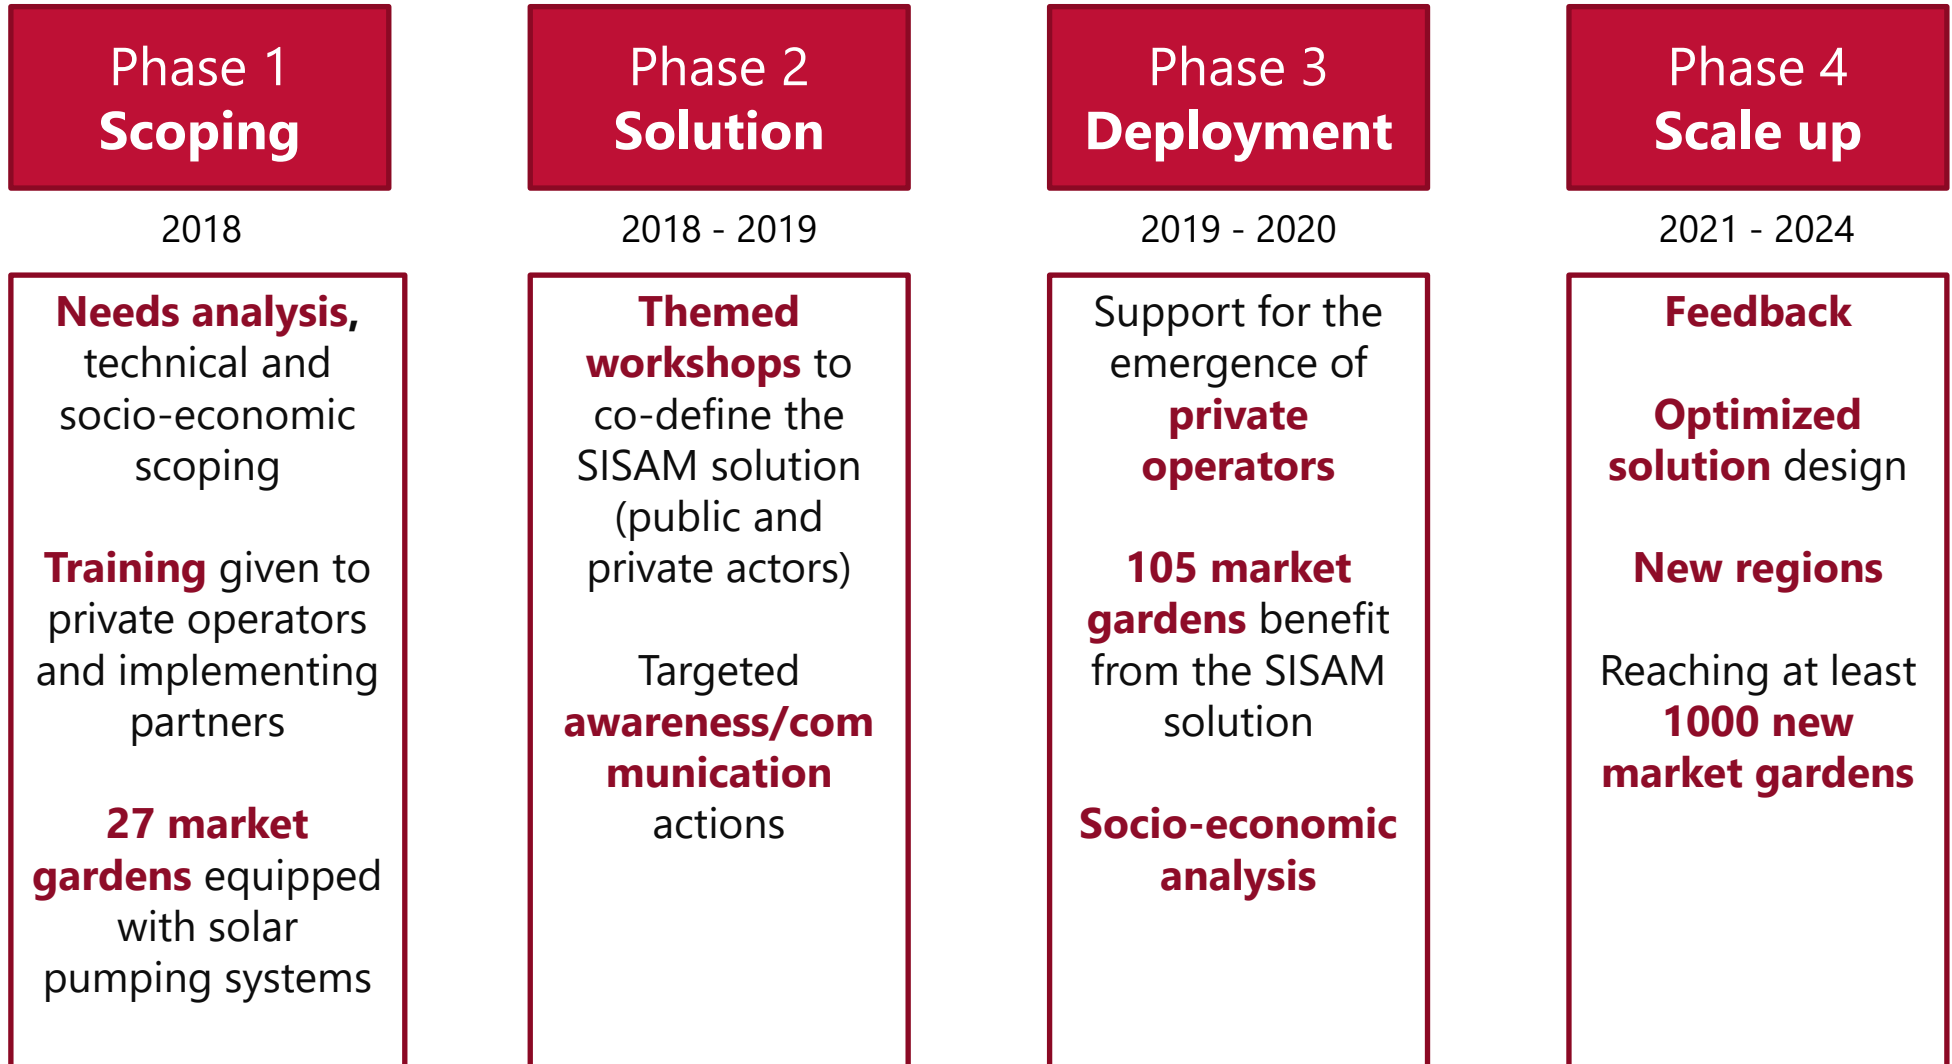 Phase 1
Scoping
2018
Needs analysis,
technical and
socio-economic
scoping
Training given to
private operators
and implementing
partners
27 market
gardens equipped
with solar
pumping systems
Phase 2
Solution
2018 - 2019
Themed
workshops to
co-define the
SISAM solution
(public and
private actors)
Targeted
awareness/com
munication
actions
Phase 3
Deployment
2019 - 2020
Support for the
emergence of
private
operators
105 market
gardens benefit
from the SISAM
solution
Socio-economic
analysis
Phase 4
Scale up
2021 - 2024
Feedback
Optimized
solution design
New regions
Reaching at least
1000 new
market gardens